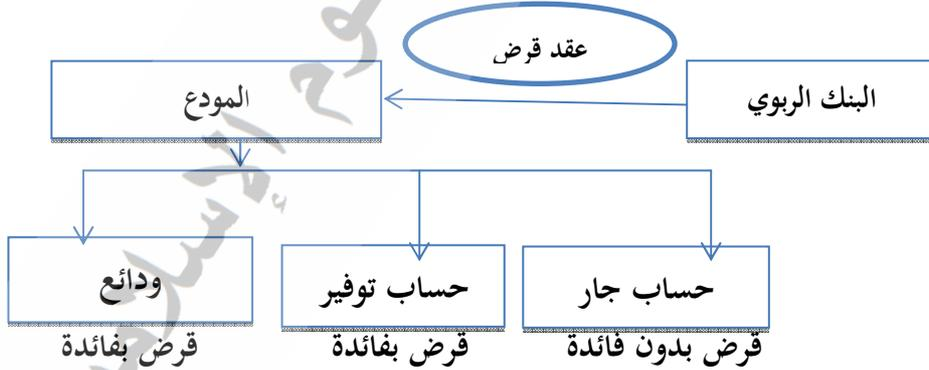 عقد قرض
البنك الربوي
المودع
حساب جار
حساب توفير
ودائع
قرض بدون فائدة
قرض بفائدة
قرض بفائدة